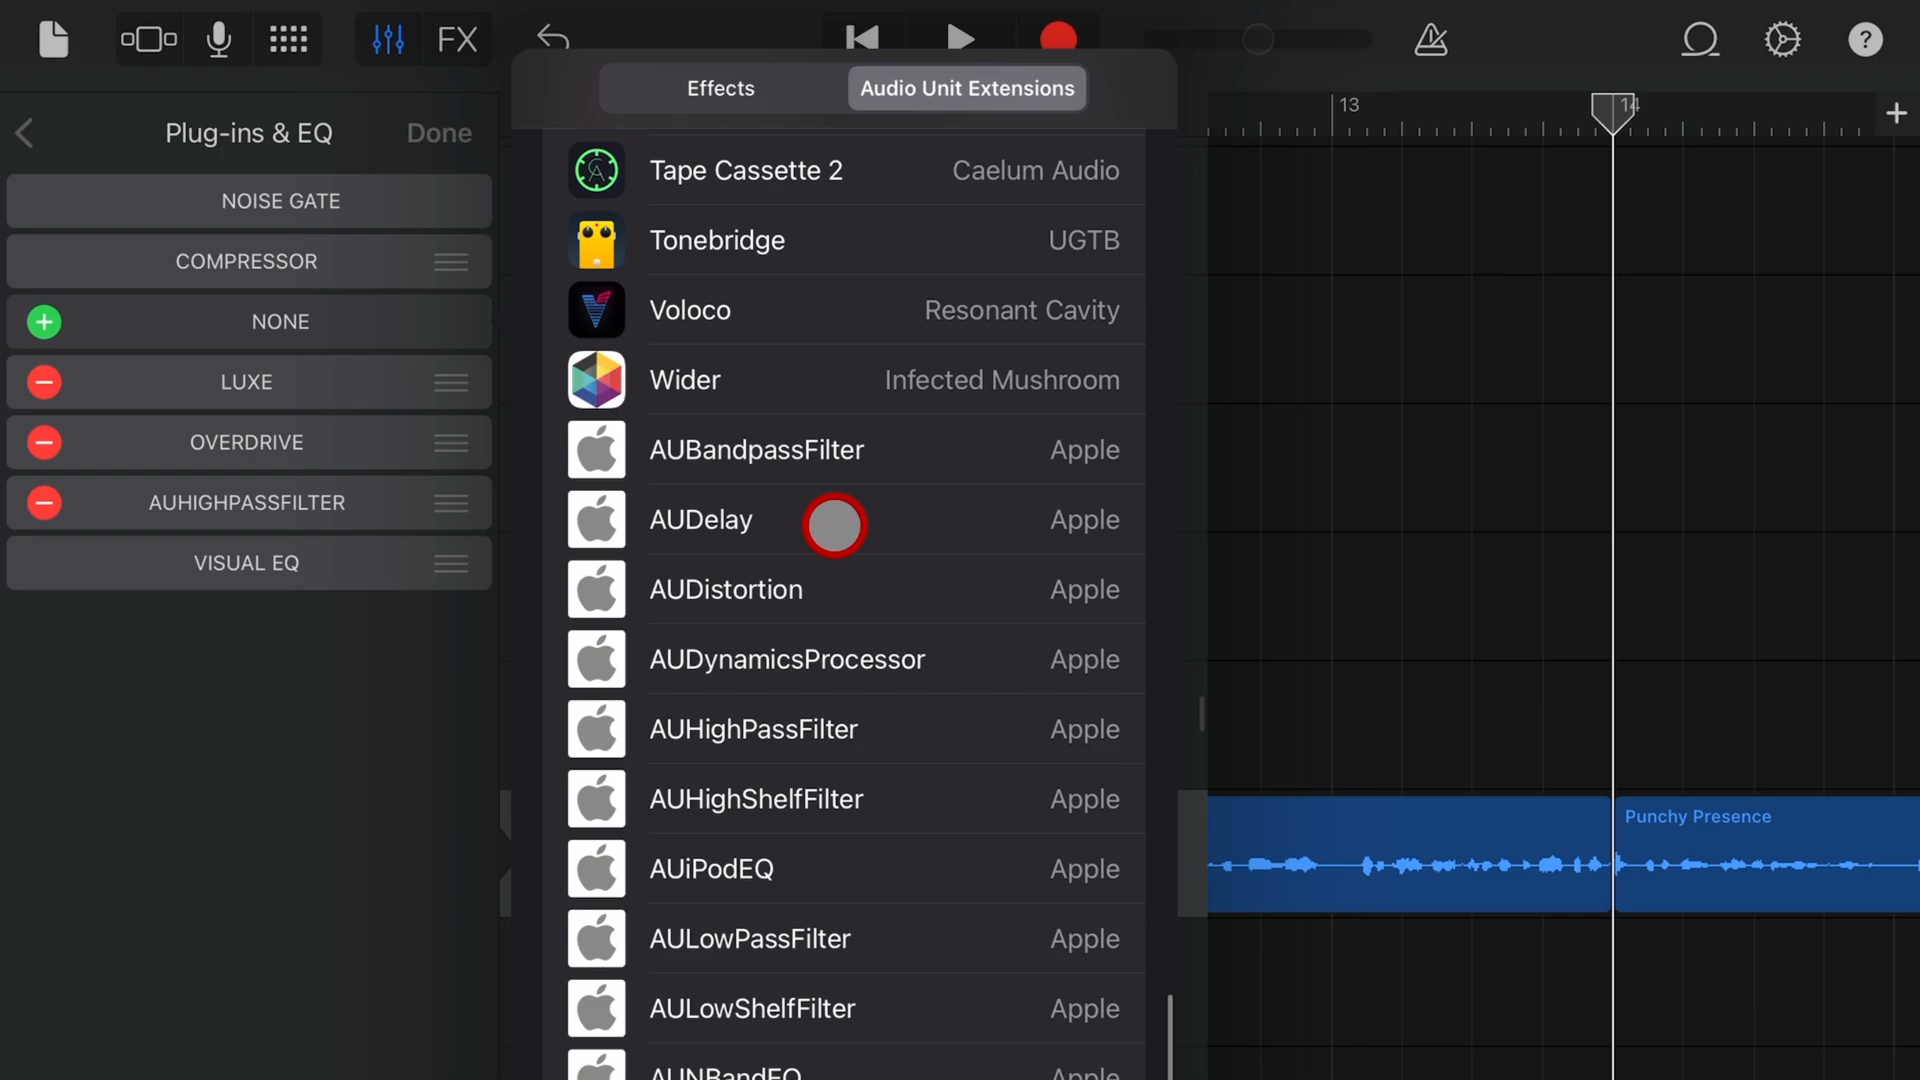 FX
Effects
Audio Unit Extensions
13
14
Plug-ins & EQ
Done
NOISE GATE
COMPRESSOR
NONE
LUXE
OVERDRIVE
AUHIGHPASSFILTER
VISUAL EQ
Tape Cassette 2 Caelum Audio
Tonebridge UGTB
Voloco Resonant Cavity
Wider Infected Mushroom
AUBandpassFilter Apple
AUDelay Apple
AUDistortion Apple
AUDynamicsProcessor Apple
AUHighPassFilter Apple
AUHighShelfFilter Apple
AUiPodEQ Apple
AULowPassFilter Apple
AULowShelfFilter Apple
AUNBandEQ Apple
Punchy Presence